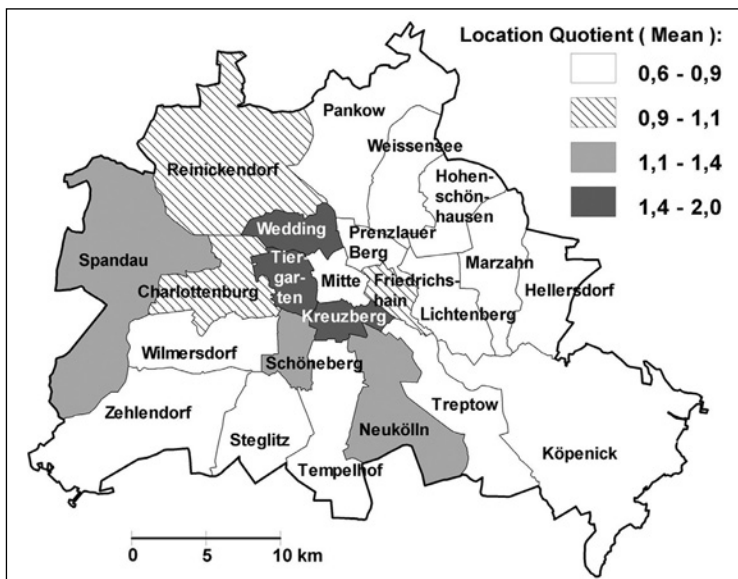 Location Quotient ( Mean ):
0,6 - 0,9
0,9 - 1,1
1,1 - 1,4
1,4 - 2,0
Pankow
Weissensee
Reinickendorf
Hohen-
schön-
hausen
Wedding
Prenzlauer
Berg
Spandau
Tier-
gar-
ten
Mitte
Marzahn
Charlottenburg
Friedrichs-
hain
Hellersdorf
Kreuzberg
Lichtenberg
Wilmersdorf
Schöneberg
Zehlendorf
Treptow
Steglitz
Neukölln
Tempelhof
Köpenick
0 5 10 km